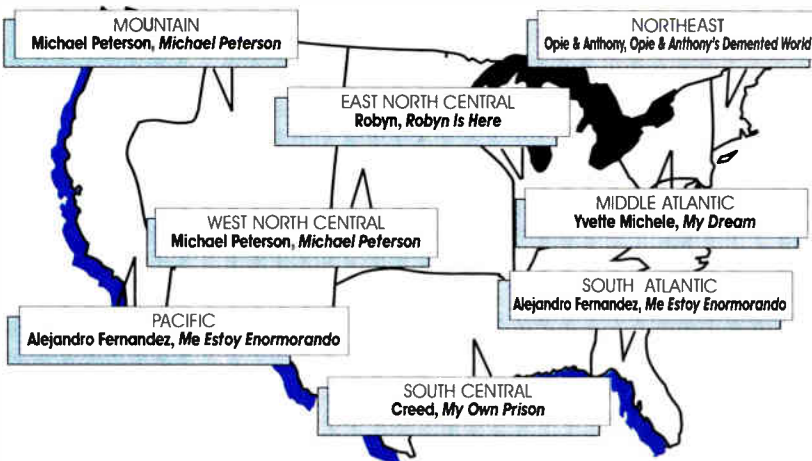 MOUNTAIN
Michael Peterson, Michael Peterson
NORTHEAST
Opie & Anthony, Opie & Anthony's Demented World
EAST NORTH CENTRAL
Robyn, Robyn Is Here
MIDDLE ATLANTIC
Yvette Michele, My Dream
WEST NORTH CENTRAL
Michael Peterson, Michael Peterson
SOUTH ATLANTIC
Alejandro Fernandez, Me Estoy Enormorando
PACIFIC
Alejandro Fernandez, Me Estoy Enormorando
SOUTH CENTRAL
Creed, My Own Prison